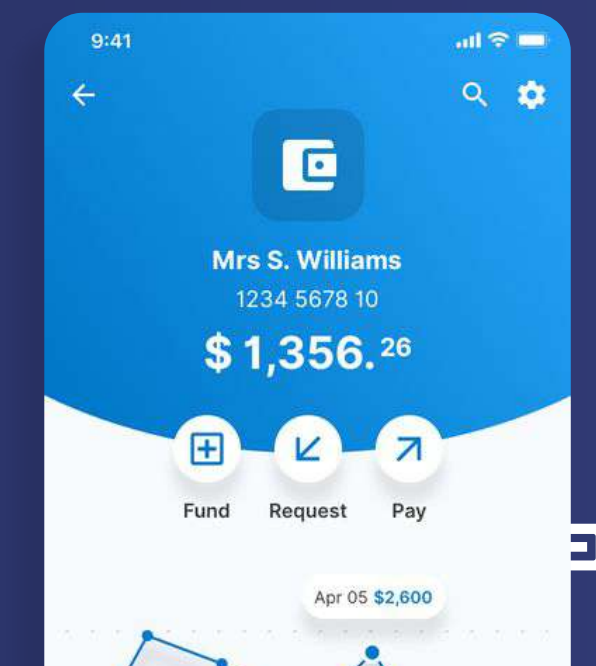 9:41
Mrs S. Williams
1234 5678 10
$ 1,356.26
Fund Request Pay
Apr 05 $2,600